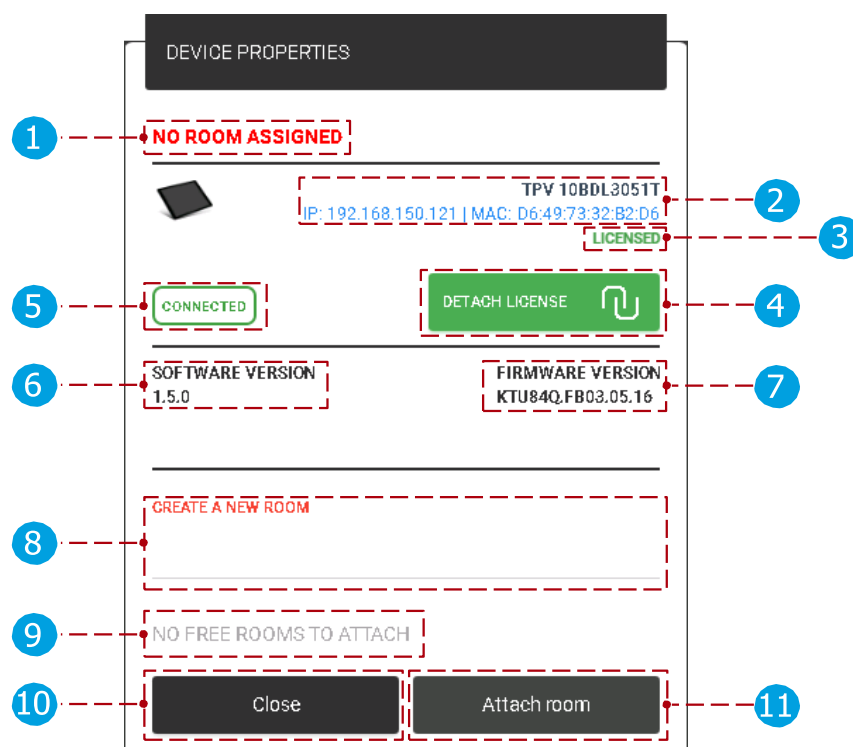 DEVICE PROPERTIES
1
NO ROOM ASSIGNED
TPV 10BDL3051T
2
IP: 192.168.150.121 | MAC: D6:49:73:32:B2:D6
LICENSED
3
5
CONNECTED
DETACH LICENSE
4
6
SOFTWARE VERSION
1.5.0
FIRMWARE VERSION
KTU84Q.FB03.05.16
7
8
CREATE A NEW ROOM
9
NO FREE ROOMS TO ATTACH
10
Close
Attach room
11